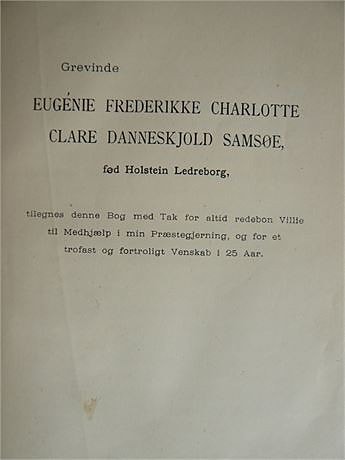 Grevinde
EUGÉNIE FREDERIKKE CHARLOTTE
CLARE DANNESKJOLD SAMSØE,
fød Holstein Ledreborg,
tilegnes denne Bog med Tak for altid redebon Villie
til Medhjælp i min Præstegjerning, og for et
trofast og fortroligt Venskab i 25 Aar.